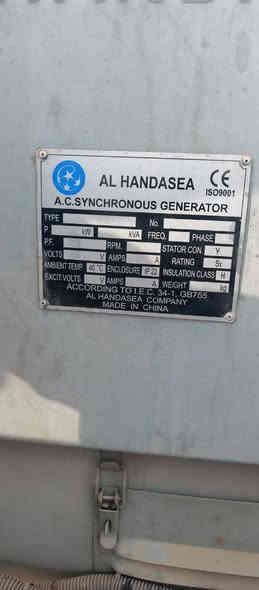 AL HANDASEA CE
ISO9001
A.C.SYNCHRONOUS GENERATOR
TYPE No.
P kW kVA FREQ. PHASE
P.F. RPM. STATOR CON Y
VOLTS V AMPS A RATING S1
AMBIENT TEMP 40 °C ENCLOSURE IP 23 INSULATION CLASS H
EXCIT VOLTS V AMPS A WEIGHT kg
ACCORDING TO I.E.C. 34-1, GB755
AL HANDASEA COMPANY
MADE IN CHINA